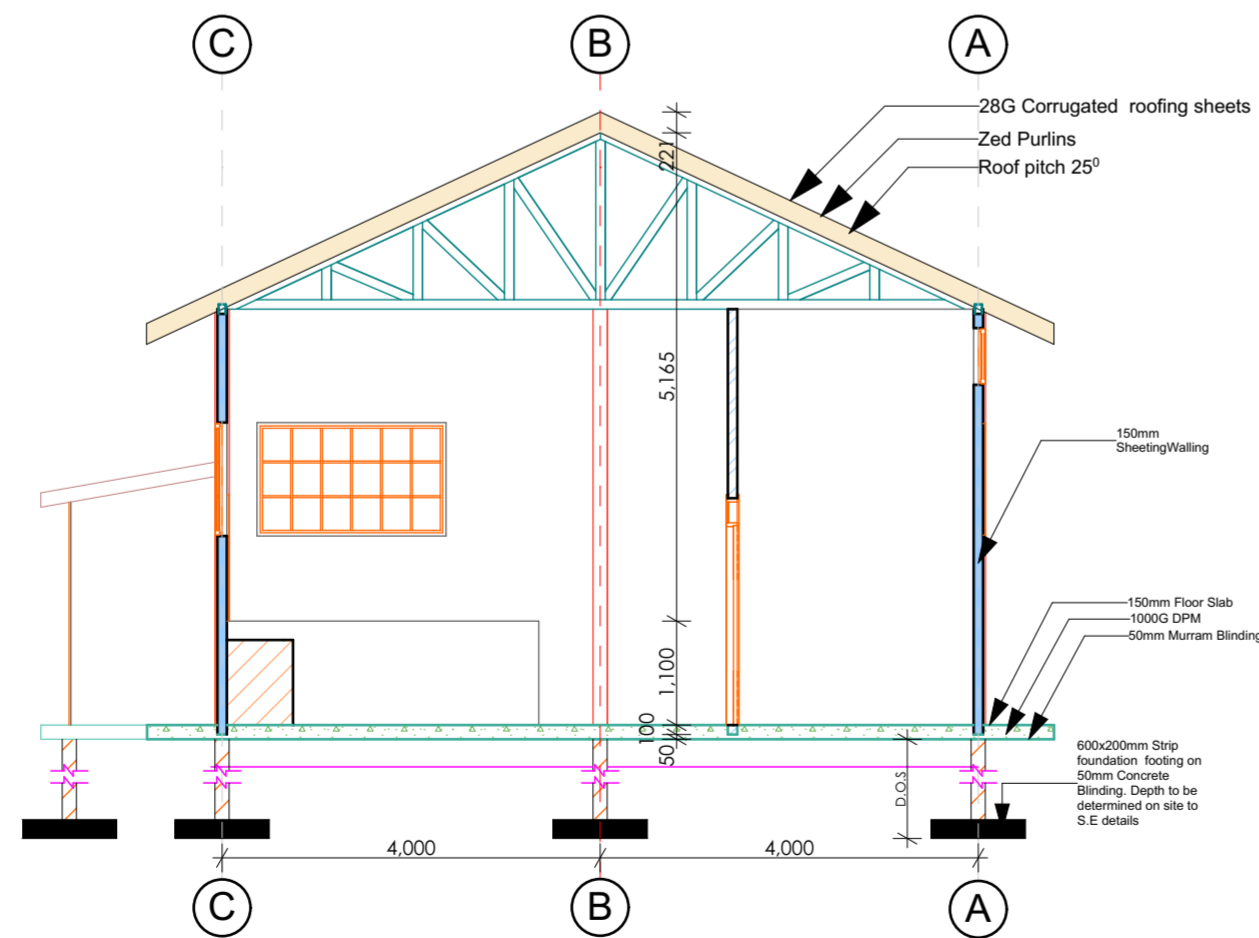 C
B
A
28G Corrugated roofing sheets
Zed Purlins
Roof pitch 25⁰
221
5,165
150mm
SheetingWalling
150mm Floor Slab
1000G DPM
50mm Murram Blinding
1,100
100
50
D.O.S
600x200mm Strip
foundation footing on
50mm Concrete
Blinding. Depth to be
determined on site to
S.E details
4,000
4,000
C
B
A